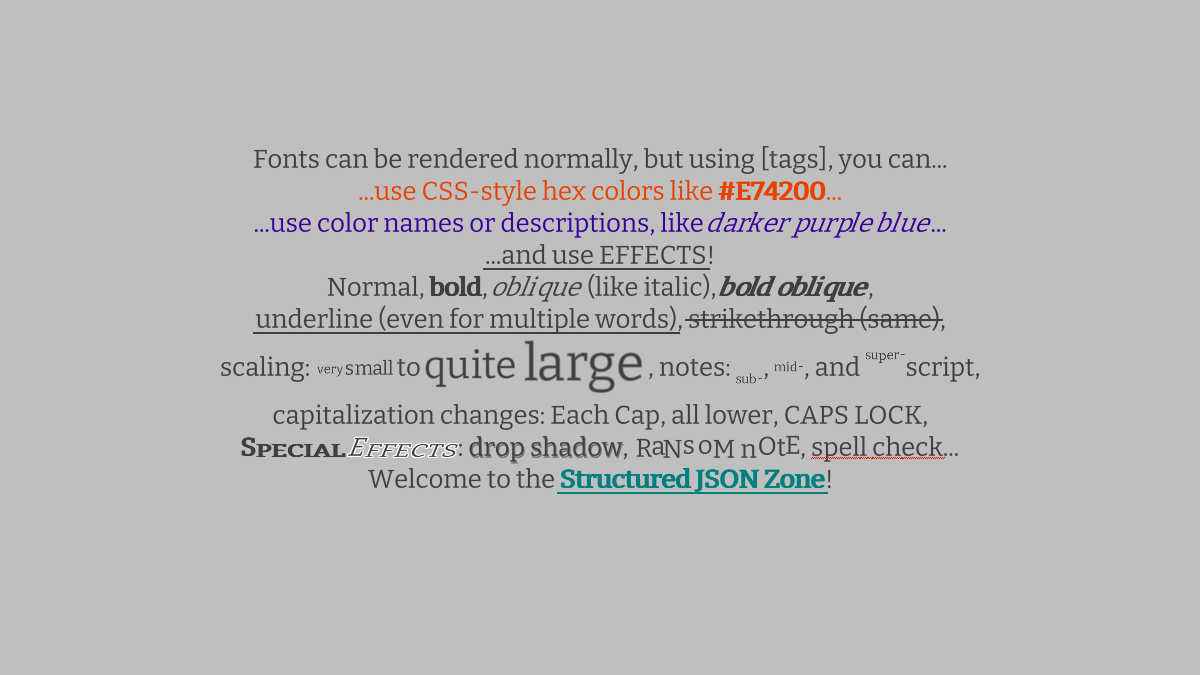 Fonts can be rendered normally, but using [tags], you can...
...use CSS-style hex colors like #E74200...
...use color names or descriptions, like darker purple blue...
...and use EFFECTS!
Normal, bold, oblique (like italic), bold oblique,
underline (even for multiple words), strikethrough (same),
scaling: very small to quite large, notes: sub-, mid-, and super-script,
capitalization changes: Each Cap, all lower, CAPS LOCK,
Special Effects: drop shadow, RaNsoM nOtE, spell check...
Welcome to the Structured JSON Zone!